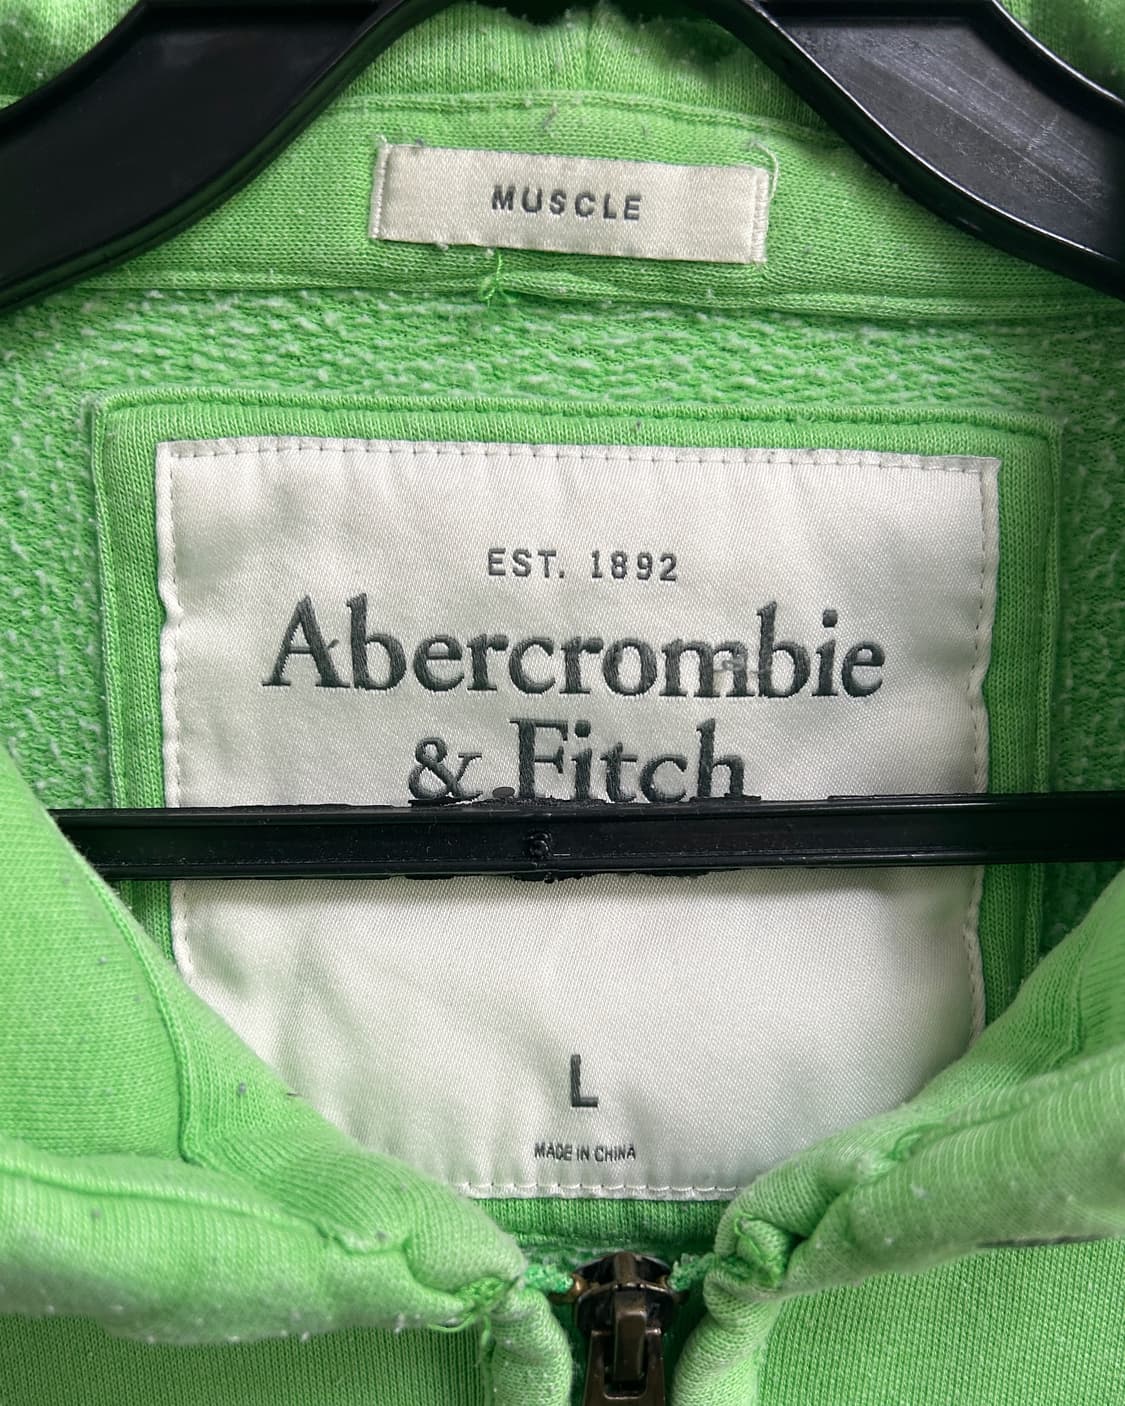 MUSCLE
EST. 1892
Abercrombie
& Fitch
L
MADE IN CHINA